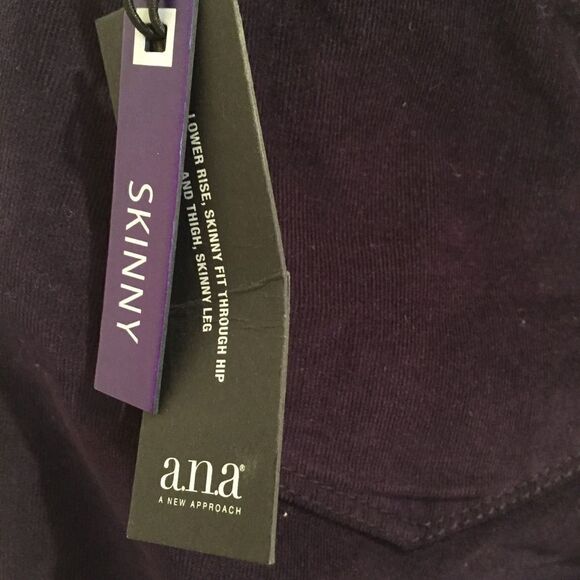 SKINNY
LOWER RISE, SKINNY FIT THROUGH HIP
AND THIGH, SKINNY LEG
a.n.a®
A NEW APPROACH